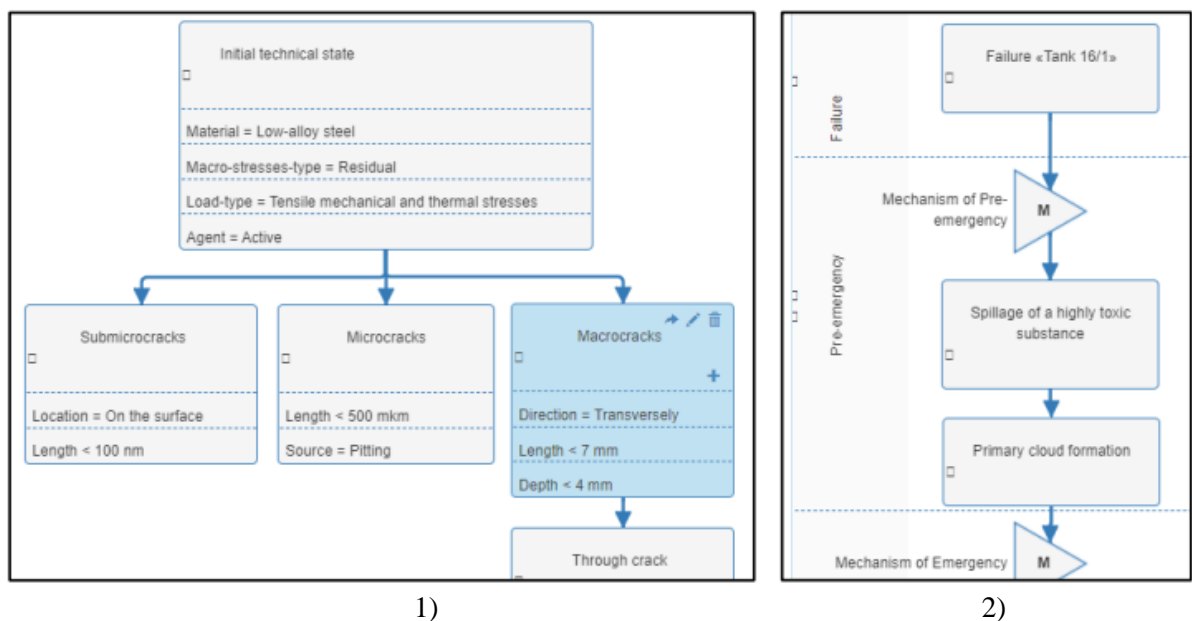 Initial technical state
Material = Low-alloy steel
Macro-stresses-type = Residual
Load-type = Tensile mechanical and thermal stresses
Agent = Active
Submicrocracks
Location = On the surface
Length < 100 nm
Microcracks
Length < 500 mkm
Source = Pitting
Macrocracks
Direction = Transversely
Length < 7 mm
Depth < 4 mm
Through crack
1)
Failure
Failure «Tank 16/1»
Pre-emergency
Mechanism of Pre-
emergency
M
Spillage of a highly toxic
substance
Primary cloud formation
Mechanism of Emergency
M
2)